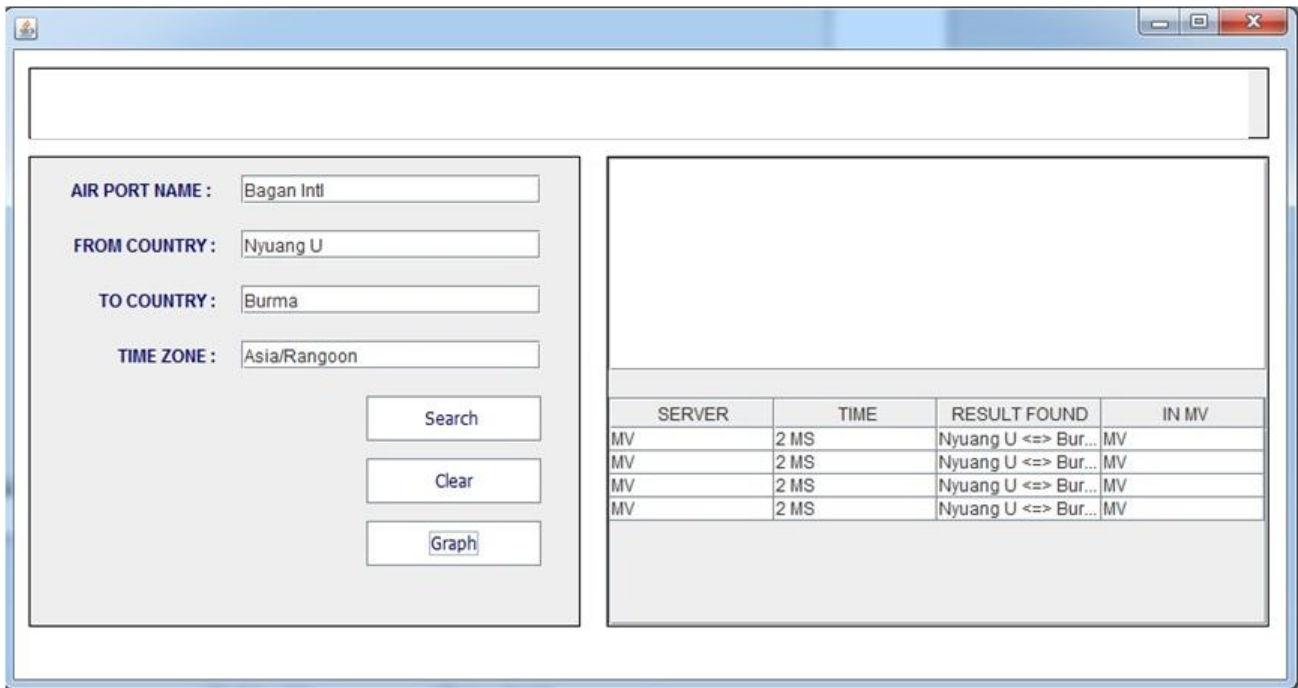 AIR PORT NAME : Bagan Intl
FROM COUNTRY : Nyuang U
TO COUNTRY : Burma
TIME ZONE : Asia/Rangoon
Search
Clear
Graph
SERVER TIME RESULT FOUND IN MV
MV 2 MS Nyuang U <=> Bur... MV
MV 2 MS Nyuang U <=> Bur... MV
MV 2 MS Nyuang U <=> Bur... MV
MV 2 MS Nyuang U <=> Bur... MV